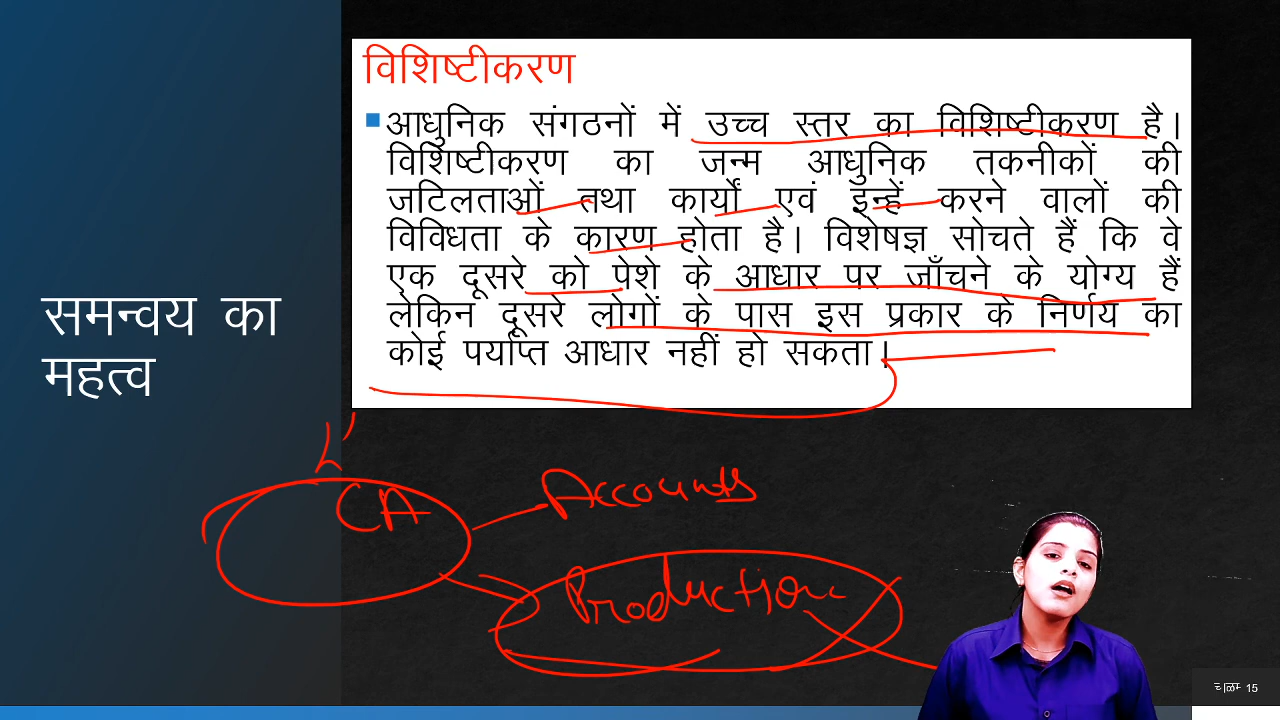 समन्वय का
महत्व
विशिष्टीकरण
आधुनिक संगठनों में उच्च स्तर का विशिष्टीकरण है।
विशिष्टीकरण का जन्म आधुनिक तकनीकों की
जटिलताओं तथा कार्यों एवं इन्हें करने वालों की
विविधता के कारण होता है। विशेषज्ञ सोचते हैं कि वे
एक दूसरे को पेशे के आधार पर जाँचने के योग्य हैं
लेकिन दूसरे लोगों के पास इस प्रकार के निर्णय का
कोई पर्याप्त आधार नहीं हो सकता।
CA
Accounts
Production
15